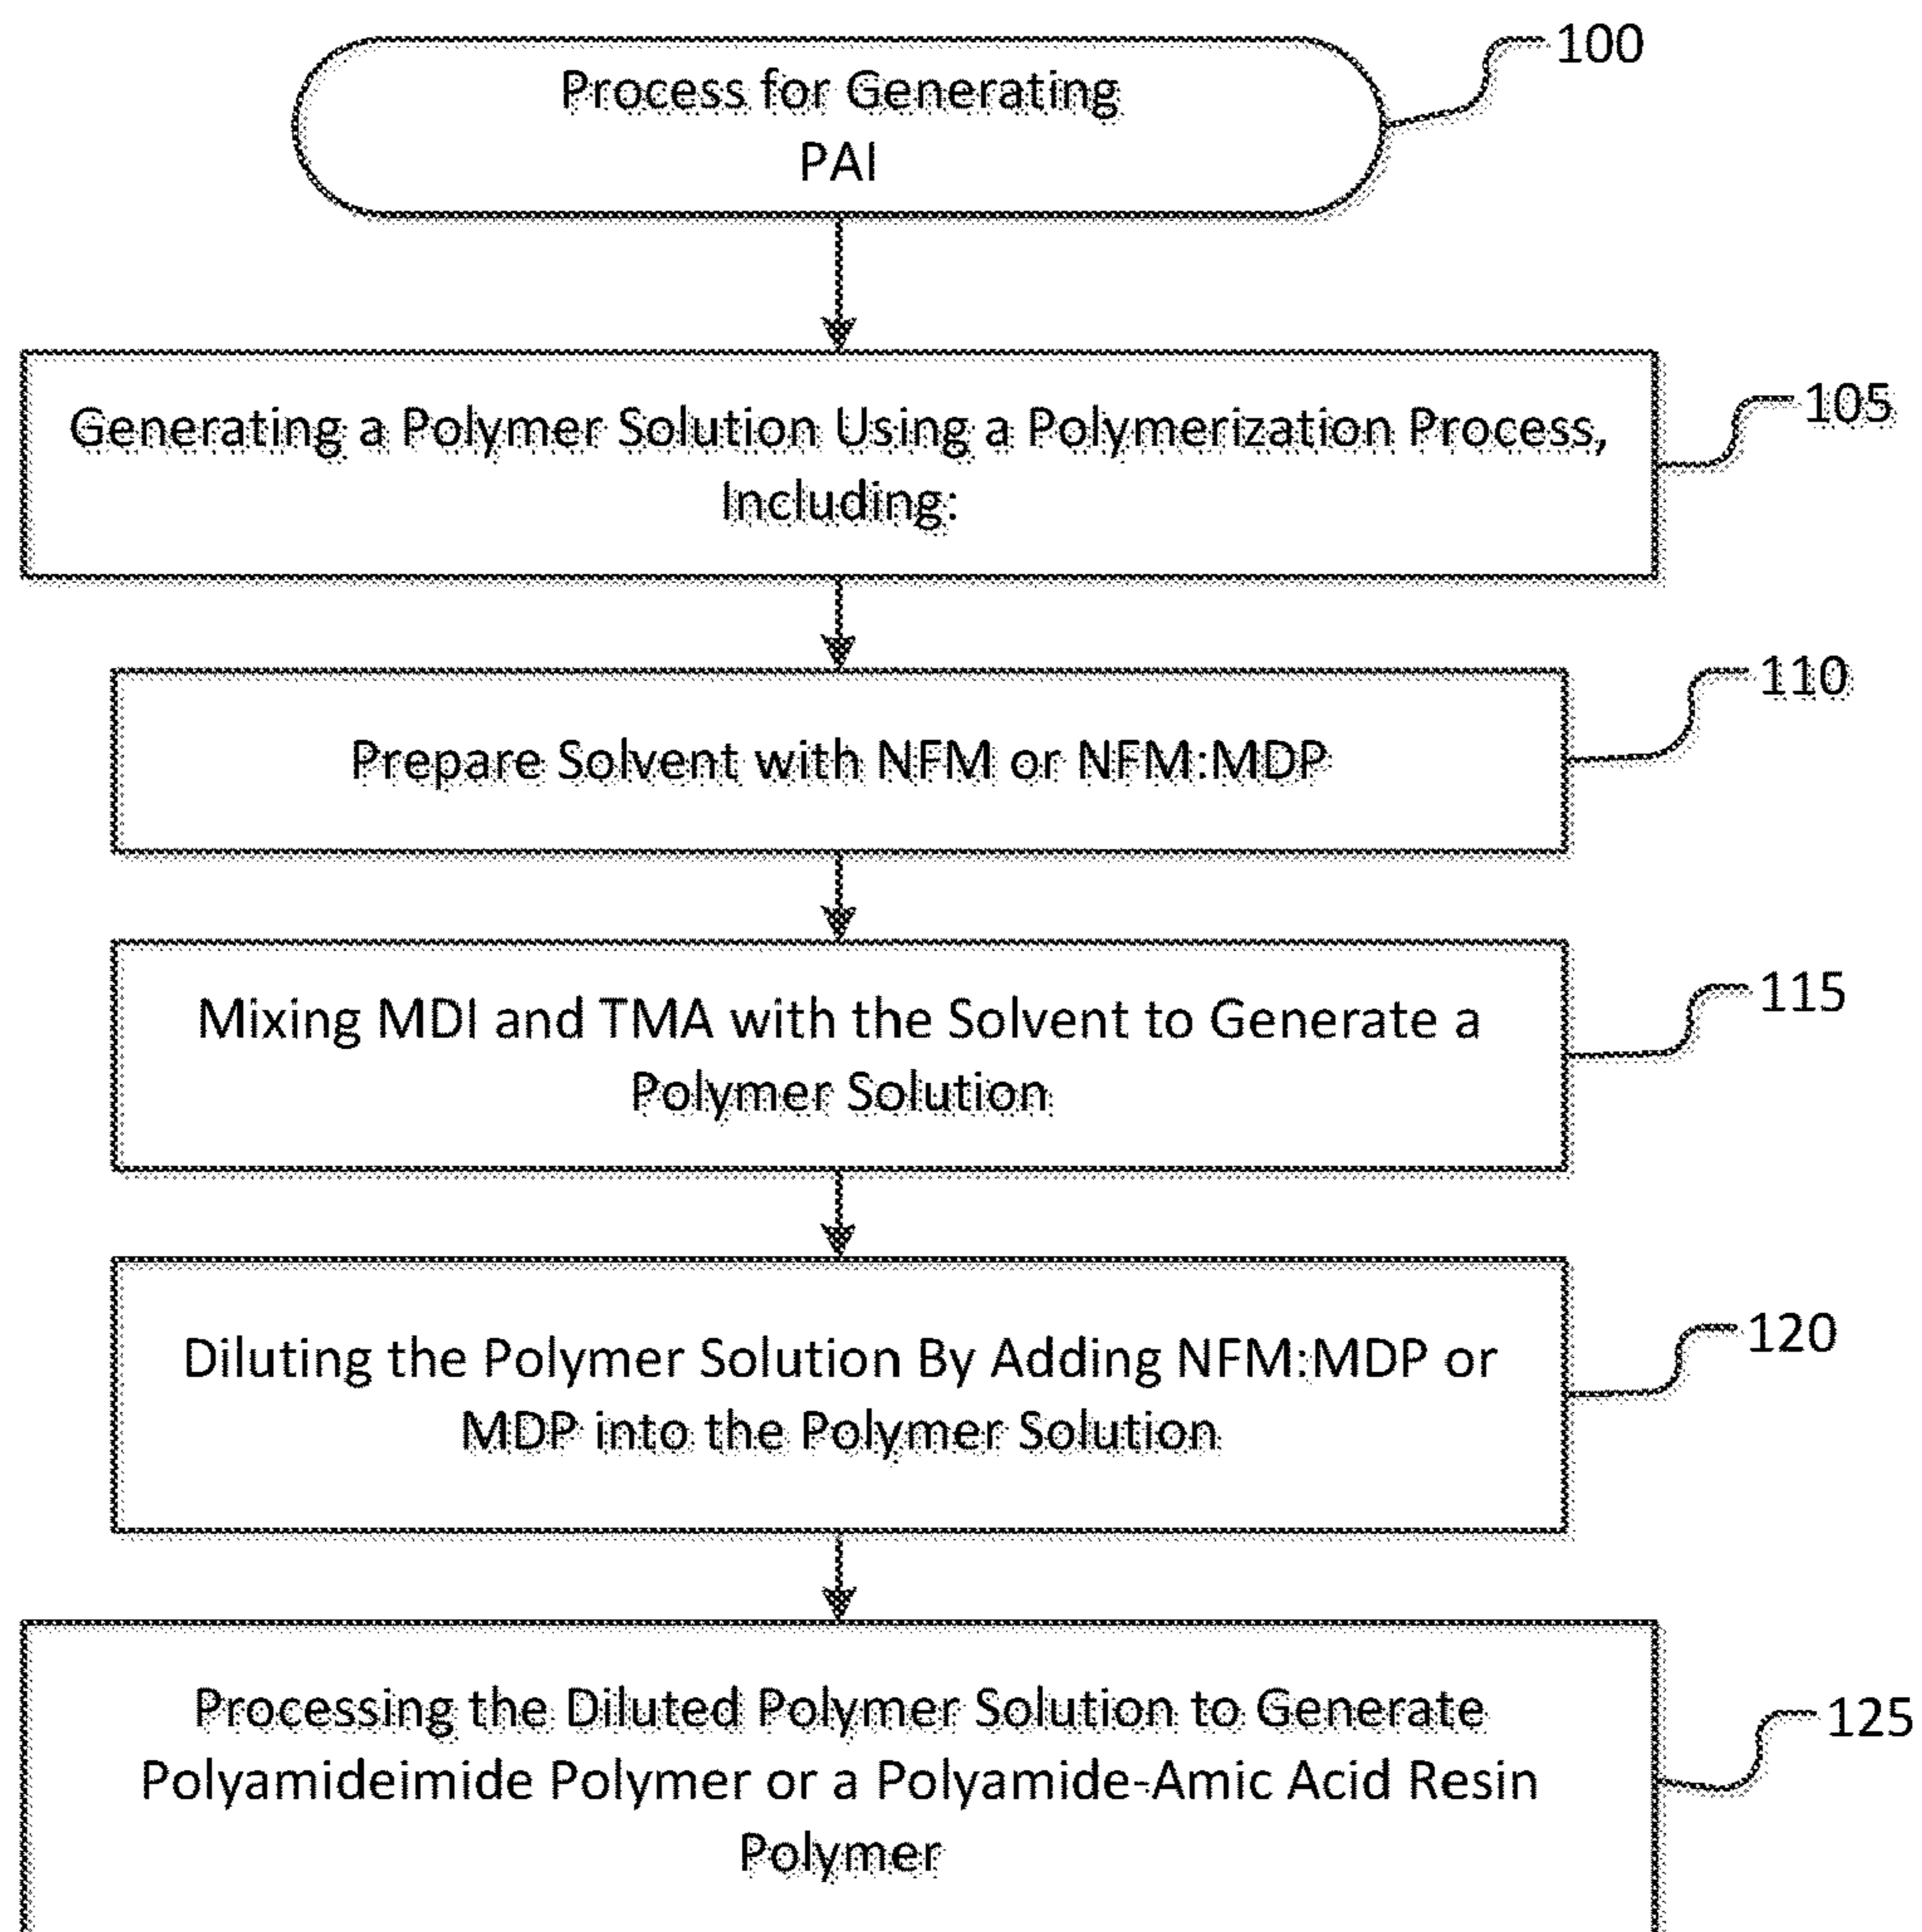 Process for Generating
PAI
100
Generating a Polymer Solution Using a Polymerization Process,
Including:
105
Prepare Solvent with NFM or NFM:MDP
110
Mixing MDI and TMA with the Solvent to Generate a
Polymer Solution
115
Diluting the Polymer Solution By Adding NFM:MDP or
MDP into the Polymer Solution
120
Processing the Diluted Polymer Solution to Generate
Polyamideimide Polymer or a Polyamide-Amic Acid Resin
Polymer
125